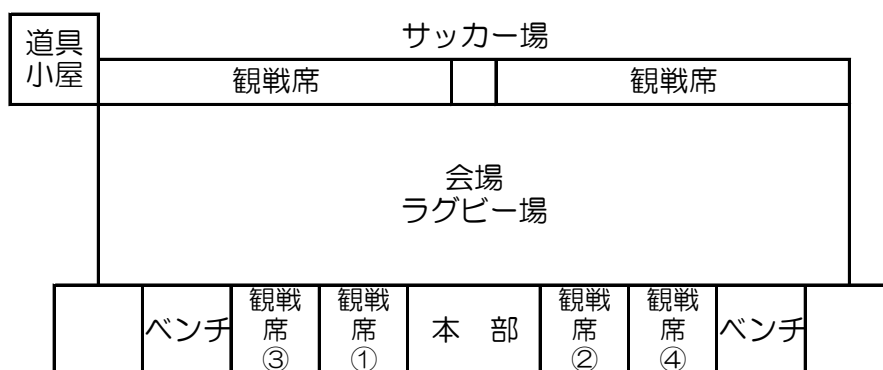 サッカー場
道具
小屋
観戦席
観戦席
会場
ラグビー場
ベンチ
観戦
席
③
観戦
席
①
本　部
観戦
席
②
観戦
席
④
ベンチ